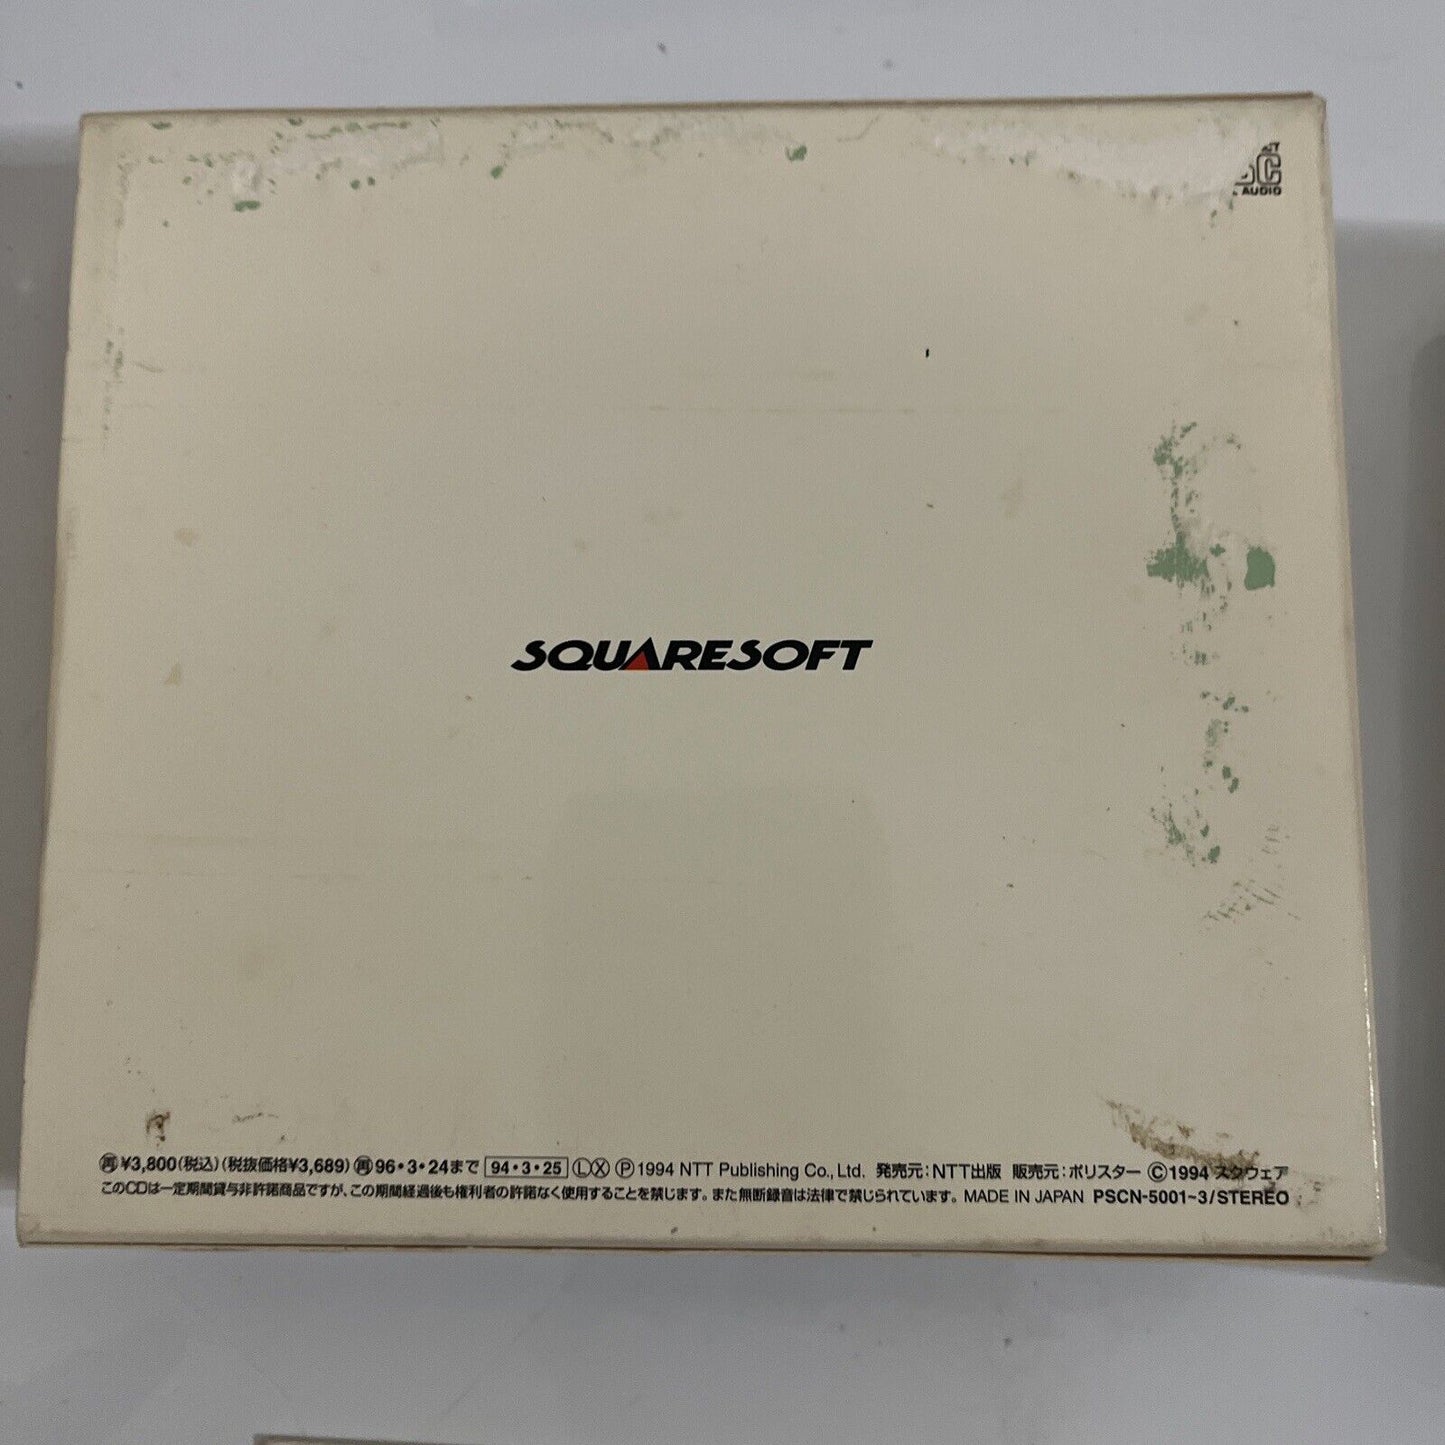 AUDIO
SQUARESOFT
再¥3,800(税込)(税抜価格¥3,689)再96・3・24まで 94・3・25 ⓁⓍ Ⓟ1994 NTT Publishing Co., Ltd. 発売元:NTT出版 販売元:ポリスター ©1994 スクウェア
このCDは一定期間貸与非許諾商品ですが、この期間経過後も権利者の許諾なく使用することを禁じます。また無断録音は法律で禁じられています。 MADE IN JAPAN PSCN-5001~3/STEREO